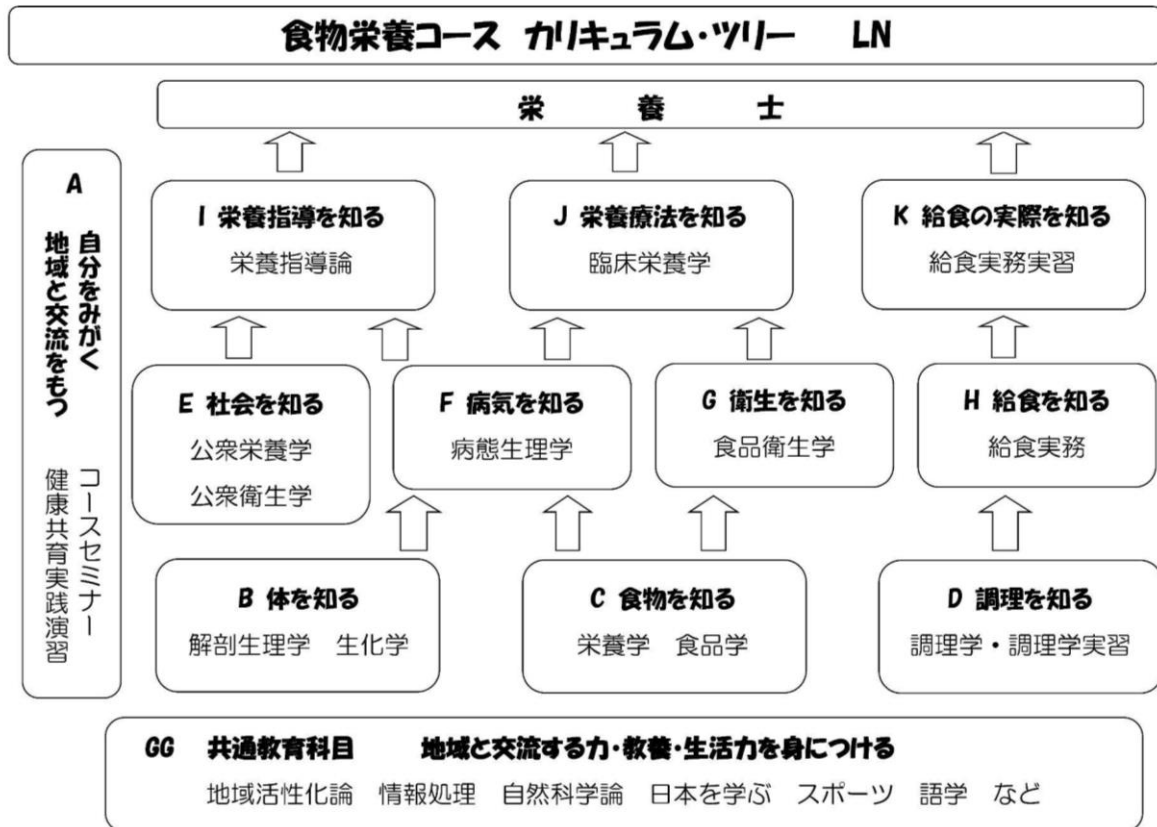 食物栄養コース カリキュラム・ツリー LN
栄養士
A
自分をみがく
地域と交流をもつ
コースセミナー
健康共育実践演習
I 栄養指導を知る
栄養指導論
J 栄養療法を知る
臨床栄養学
K 給食の実際を知る
給食実務実習
E 社会を知る
公衆栄養学
公衆衛生学
F 病気を知る
病態生理学
G 衛生を知る
食品衛生学
H 給食を知る
給食実務
B 体を知る
解剖生理学 生化学
C 食物を知る
栄養学 食品学
D 調理を知る
調理学・調理学実習
GG 共通教育科目 地域と交流する力・教養・生活力を身につける
地域活性化論 情報処理 自然科学論 日本を学ぶ スポーツ 語学 など